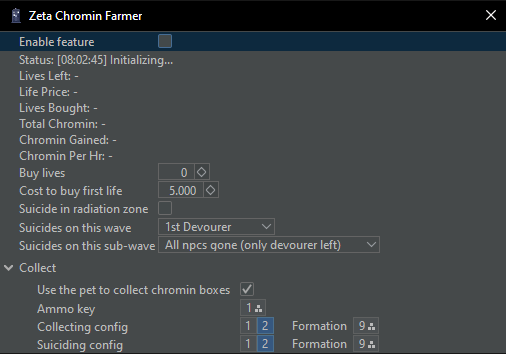 Zeta Chromin Farmer
Enable feature
Status: [08:02:45] Initializing...
Lives Left: -
Life Price: -
Lives Bought: -
Total Chromin: -
Chromin Gained: -
Chromin Per Hr: -
Buy lives 0
Cost to buy first life 5.000
Suicide in radiation zone
Suicides on this wave 1st Devourer
Suicides on this sub-wave All npcs gone (only devourer left)
Collect
Use the pet to collect chromin boxes
Ammo key 1
Collecting config 1 2 Formation 9
Suiciding config 1 2 Formation 9